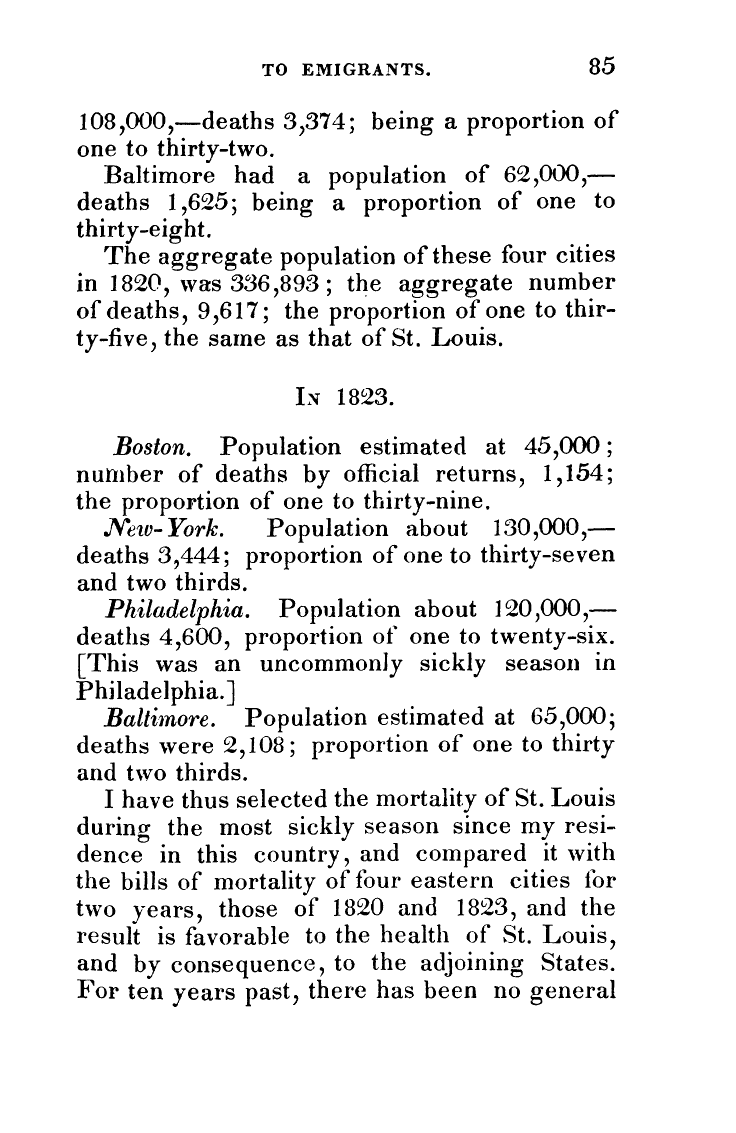 TO EMIGRANTS. 85
108,000,—deaths 3,374; being a proportion of
one to thirty-two.
Baltimore had a population of 62,000,—
deaths 1,625; being a proportion of one to
thirty-eight.
The aggregate population of these four cities
in 1820, was 336,893; the aggregate number
of deaths, 9,617; the proportion of one to thir-
ty-five, the same as that of St. Louis.
In 1823.
Boston. Population estimated at 45,000;
number of deaths by official returns, 1,154;
the proportion of one to thirty-nine.
New-York. Population about 130,000,—
deaths 3,444; proportion of one to thirty-seven
and two thirds.
Philadelphia. Population about 120,000,—
deaths 4,600, proportion of one to twenty-six.
[This was an uncommonly sickly season in
Philadelphia.]
Baltimore. Population estimated at 65,000;
deaths were 2,108; proportion of one to thirty
and two thirds.
I have thus selected the mortality of St. Louis
during the most sickly season since my resi-
dence in this country, and compared it with
the bills of mortality of four eastern cities for
two years, those of 1820 and 1823, and the
result is favorable to the health of St. Louis,
and by consequence, to the adjoining States.
For ten years past, there has been no general